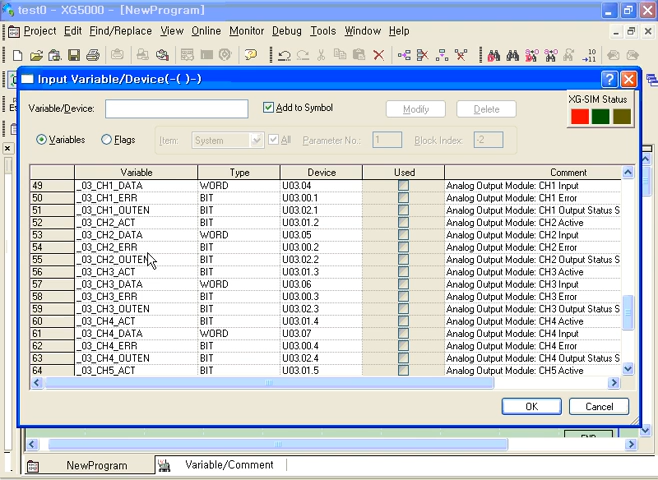 test0 - XG5000 - [NewProgram]
Project Edit Find/Replace View Online Monitor Debug Tools Window Help
Input Variable/Device(-( )-)
Variable/Device: Add to Symbol Modify Delete
XG-SIM Status
Variables Flags Item: System All Parameter No.: 1 Block Index: -2
Variable Type Device Used Comment
49 _03_CH1_DATA WORD U03.04 Analog Output Module: CH1 Input
50 _03_CH1_ERR BIT U03.00.1 Analog Output Module: CH1 Error
51 _03_CH1_OUTEN BIT U03.02.1 Analog Output Module: CH1 Output Status S
52 _03_CH2_ACT BIT U03.01.2 Analog Output Module: CH2 Active
53 _03_CH2_DATA WORD U03.05 Analog Output Module: CH2 Input
54 _03_CH2_ERR BIT U03.00.2 Analog Output Module: CH2 Error
55 _03_CH2_OUTEN BIT U03.02.2 Analog Output Module: CH2 Output Status S
56 _03_CH3_ACT BIT U03.01.3 Analog Output Module: CH3 Active
57 _03_CH3_DATA WORD U03.06 Analog Output Module: CH3 Input
58 _03_CH3_ERR BIT U03.00.3 Analog Output Module: CH3 Error
59 _03_CH3_OUTEN BIT U03.02.3 Analog Output Module: CH3 Output Status S
60 _03_CH4_ACT BIT U03.01.4 Analog Output Module: CH4 Active
61 _03_CH4_DATA WORD U03.07 Analog Output Module: CH4 Input
62 _03_CH4_ERR BIT U03.00.4 Analog Output Module: CH4 Error
63 _03_CH4_OUTEN BIT U03.02.4 Analog Output Module: CH4 Output Status S
64 _03_CH5_ACT BIT U03.01.5 Analog Output Module: CH5 Active
OK Cancel
NewProgram Variable/Comment